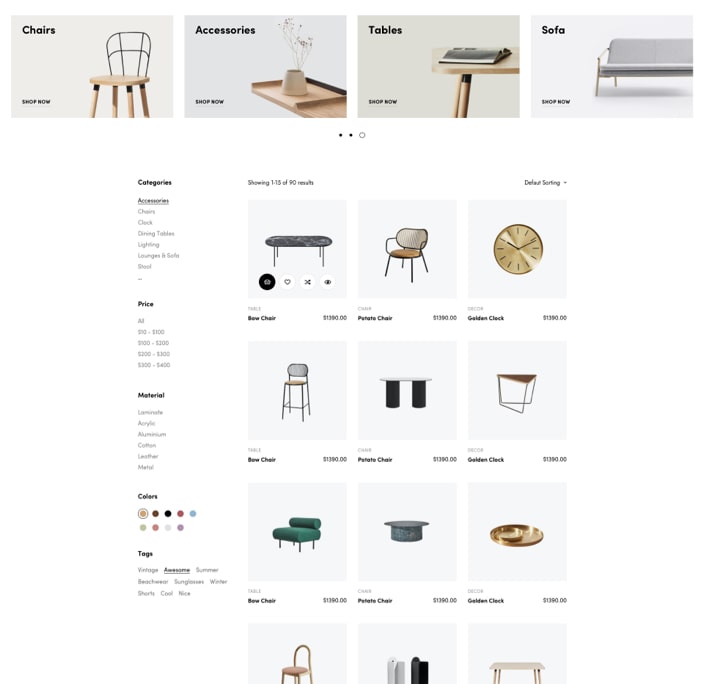 Chairs
SHOP NOW
Accessories
SHOP NOW
Tables
SHOP NOW
Sofa
SHOP NOW
Categories
Accessories
Chairs
Clock
Dining Tables
Lighting
Lounges & Sofa
Stool
...
Price
All
$10 - $100
$100 - $200
$200 - $300
$300 - $400
Material
Laminate
Acrylic
Aluminium
Cotton
Leather
Metal
Colors
Tags
Vintage Awesome Summer
Beachwear Sunglasses Winter
Shorts Cool Nice
Showing 1-15 of 90 results
Defaut Sorting
TABLE
Bow Chair $1390.00
CHAIR
Potato Chair $1390.00
DECOR
Golden Clock $1390.00
TABLE
Bow Chair $1390.00
CHAIR
Potato Chair $1390.00
DECOR
Golden Clock $1390.00
TABLE
Bow Chair $1390.00
CHAIR
Potato Chair $1390.00
DECOR
Golden Clock $1390.00